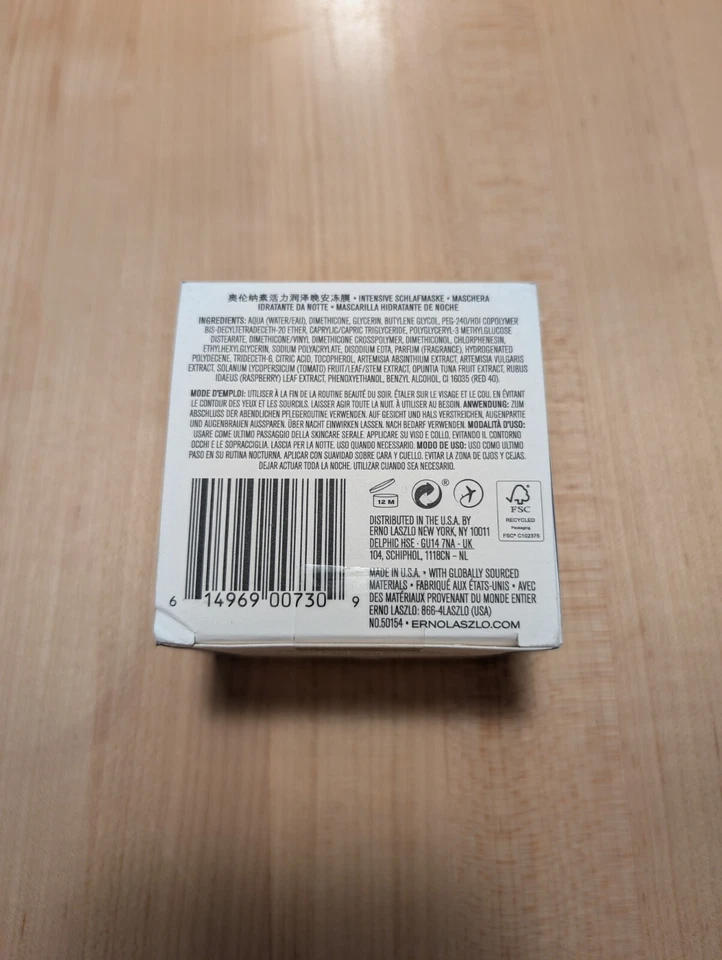 奥伦纳素活力润泽晚安冻膜 • INTENSIVE SCHLAFMASKE • MASCHERA
IDRATANTE DA NOTTE • MASCARILLA HIDRATANTE DE NOCHE
INGREDIENTS: AQUA (WATER/EAU), DIMETHICONE, GLYCERIN, BUTYLENE GLYCOL, PEG-240/HDI COPOLYMER
BIS-DECYLTETRADECETH-20 ETHER, CAPRYLIC/CAPRIC TRIGLYCERIDE, POLYGLYCERYL-3 METHYLGLUCOSE
DISTEARATE, DIMETHICONE/VINYL DIMETHICONE CROSSPOLYMER, DIMETHICONOL, CHLORPHENESIN,
ETHYLHEXYLGLYCERIN, SODIUM POLYACRYLATE, DISODIUM EDTA, PARFUM (FRAGRANCE), HYDROGENATED
POLYDECENE, TRIDECETH-6, CITRIC ACID, TOCOPHEROL, ARTEMISIA ABSINTHIUM EXTRACT, ARTEMISIA VULGARIS
EXTRACT, SOLANUM LYCOPERSICUM (TOMATO) FRUIT/LEAF/STEM EXTRACT, OPUNTIA TUNA FRUIT EXTRACT, RUBUS
IDAEUS (RASPBERRY) LEAF EXTRACT, PHENOXYETHANOL, BENZYL ALCOHOL, CI 16035 (RED 40).
MODE D'EMPLOI: UTILISER À LA FIN DE LA ROUTINE BEAUTÉ DU SOIR. ÉTALER SUR LE VISAGE ET LE COU, EN ÉVITANT
LE CONTOUR DES YEUX ET LES SOURCILS. LAISSER AGIR TOUTE LA NUIT. À UTILISER AU BESOIN. ANWENDUNG: ZUM
ABSCHLUSS DER ABENDLICHEN PFLEGEROUTINE VERWENDEN. AUF GESICHT UND HALS VERSTREICHEN, AUGENPARTIE
UND AUGENBRAUEN AUSSPAREN. ÜBER NACHT EINWIRKEN LASSEN. NACH BEDARF VERWENDEN. MODALITÀ D'USO:
USARE COME ULTIMO PASSAGGIO DELLA SKINCARE SERALE. APPLICARE SU VISO E COLLO, EVITANDO IL CONTORNO
OCCHI E LE SOPRACCIGLIA. LASCIA PER LA NOTTE. USO QUANDO NECESSARIO. MODO DE USO: USO COMO ULTIMO
PASO EN SU RUTINA NOCTURNA. APLICAR CON SUAVIDAD SOBRE CARA Y CUELLO. EVITAR LA ZONA DE OJOS Y CEJAS.
DEJAR ACTUAR TODA LA NOCHE. UTILIZAR CUANDO SEA NECESARIO.
12 M
®
FSC
RECYCLED
Packaging
FSC® C102375
DISTRIBUTED IN THE U.S.A. BY
ERNO LASZLO NEW YORK, NY 10011
DELPHIC HSE - GU14 7NA - UK
104, SCHIPHOL, 1118CN – NL
MADE IN U.S.A. • WITH GLOBALLY SOURCED
MATERIALS • FABRIQUÉ AUX ÉTATS-UNIS • AVEC
DES MATÉRIAUX PROVENANT DU MONDE ENTIER
ERNO LASZLO: 866-4LASZLO (USA)
NO.50154 • ERNOLASZLO.COM
6 14969 00730 9